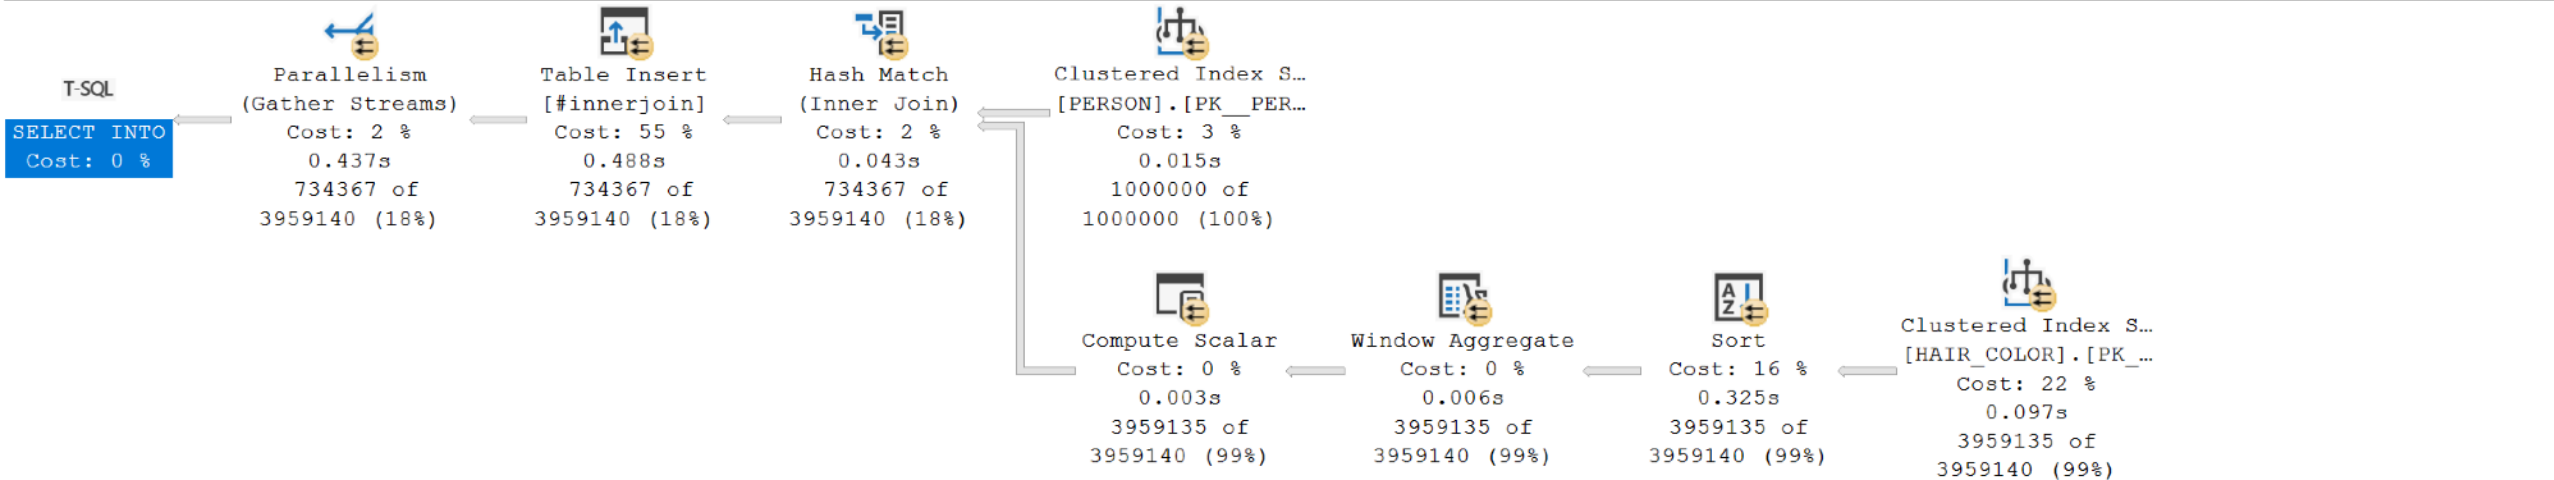 T-SQL
SELECT INTO
Cost: 0 %
Parallelism
(Gather Streams)
Cost: 2 %
0.437s
734367 of
3959140 (18%)
Table Insert
[#innerjoin]
Cost: 55 %
0.488s
734367 of
3959140 (18%)
Hash Match
(Inner Join)
Cost: 2 %
0.043s
734367 of
3959140 (18%)
Clustered Index S…
[PERSON].[PK__PER…
Cost: 3 %
0.015s
1000000 of
1000000 (100%)
Compute Scalar
Cost: 0 %
0.003s
3959135 of
3959140 (99%)
Window Aggregate
Cost: 0 %
0.006s
3959135 of
3959140 (99%)
Sort
Cost: 16 %
0.325s
3959135 of
3959140 (99%)
Clustered Index S…
[HAIR_COLOR].[PK_…
Cost: 22 %
0.097s
3959135 of
3959140 (99%)